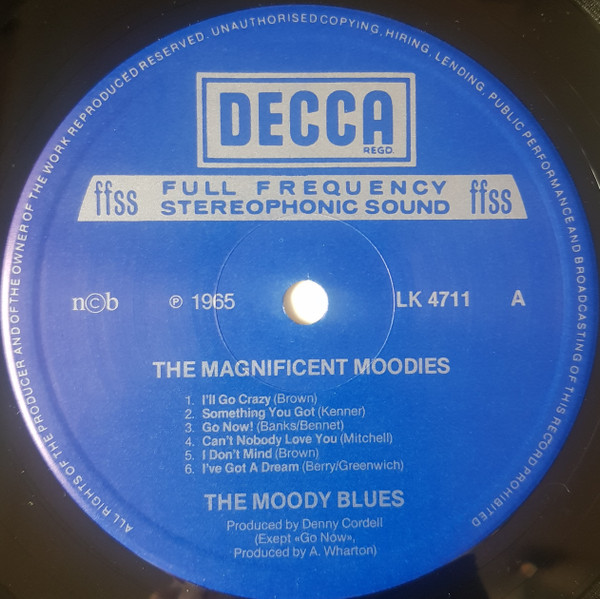 ALL RIGHTS OF THE PRODUCER AND OF THE OWNER OF THE WORK REPRODUCED RESERVED. UNAUTHORISED COPYING, HIRING, LENDING, PUBLIC PERFORMANCE AND BROADCASTING OF THIS RECORD PROHIBITED
DECCA
REGD.
ffss FULL FREQUENCY STEREOPHONIC SOUND ffss
n©b ℗ 1965 LK 4711 A
THE MAGNIFICENT MOODIES
1. I'll Go Crazy (Brown)
2. Something You Got (Kenner)
3. Go Now! (Banks/Bennet)
4. Can't Nobody Love You (Mitchell)
5. I Don't Mind (Brown)
6. I've Got A Dream (Berry/Greenwich)
THE MOODY BLUES
Produced by Denny Cordell
(Exept «Go Now»,
Produced by A. Wharton)